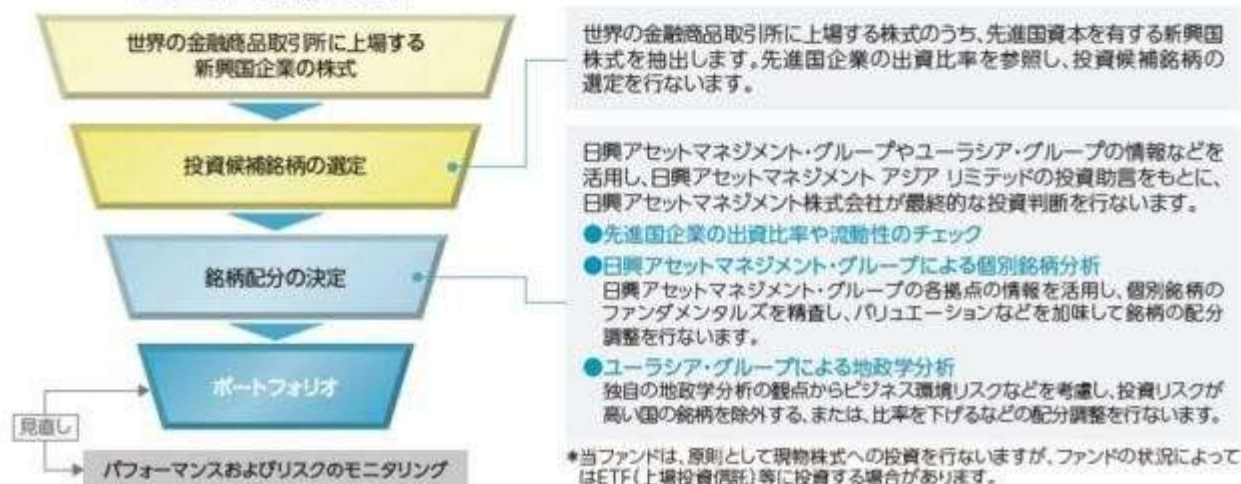 世界の金融商品取引所に上場する
新興国企業の株式
投資候補銘柄の選定
銘柄配分の決定
ポートフォリオ
見直し
パフォーマンスおよびリスクのモニタリング
世界の金融商品取引所に上場する株式のうち、先進国資本を有する新興国
株式を抽出します。先進国企業の出資比率を参照し、投資候補銘柄の
選定を行ないます。
日興アセットマネジメント・グループやユーラシア・グループの情報などを
活用し、日興アセットマネジメント アジア リミテッドの投資助言をもとに、
日興アセットマネジメント株式会社が最終的な投資判断を行ないます。
●先進国企業の出資比率や流動性のチェック
●日興アセットマネジメント・グループによる個別銘柄分析
日興アセットマネジメント・グループの各拠点の情報を活用し、個別銘柄の
ファンダメンタルズを精査し、バリュエーションなどを加味して銘柄の配分
調整を行ないます。
●ユーラシア・グループによる地政学分析
独自の地政学分析の観点からビジネス環境リスクなどを考慮し、投資リスクが
高い国の銘柄を除外する、または、比率を下げるなどの配分調整を行ないます。
*当ファンドは、原則として現物株式への投資を行ないますが、ファンドの状況によって
はETF(上場投資信託)等に投資する場合があります。